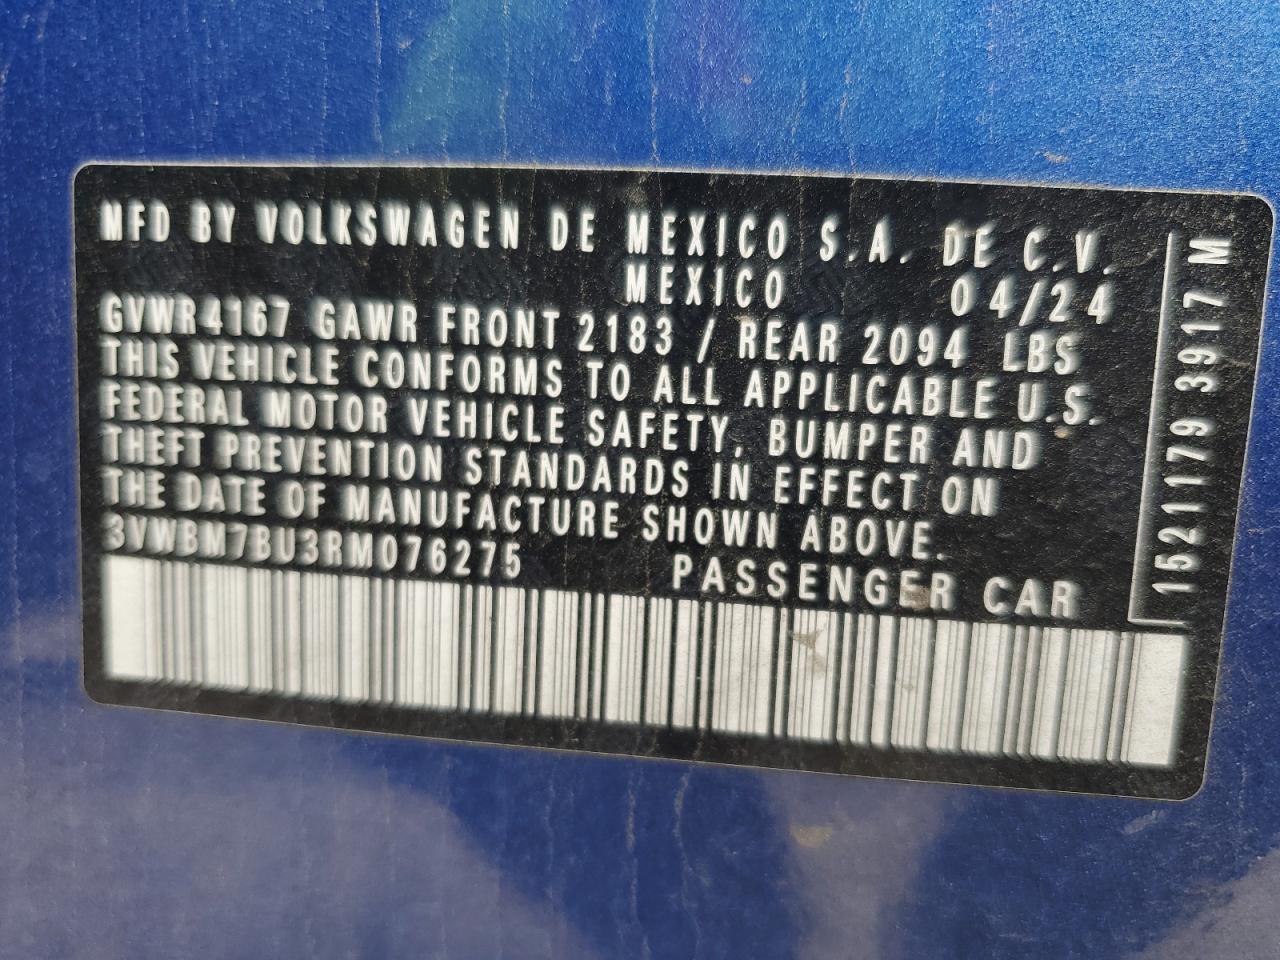 MFD BY VOLKSWAGEN DE MEXICO S.A. DE C.V.
MEXICO 04/24
GVWR4167 GAWR FRONT 2183 / REAR 2094 LBS
THIS VEHICLE CONFORMS TO ALL APPLICABLE U.S.
FEDERAL MOTOR VEHICLE SAFETY, BUMPER AND
THEFT PREVENTION STANDARDS IN EFFECT ON
THE DATE OF MANUFACTURE SHOWN ABOVE.
3VWBM7BU3RM076275 PASSENGER CAR
1521179 3917 M